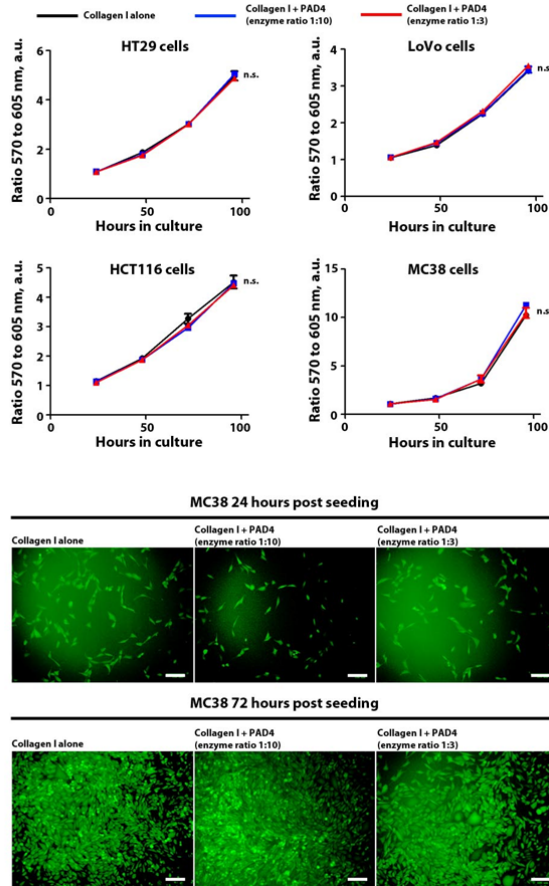 Collagen I alone
Collagen I + PAD4
(enzyme ratio 1:10)
Collagen I + PAD4
(enzyme ratio 1:3)
HT29 cells
Ratio 570 to 605 nm, a.u.
6
4
2
0
n.s.
0
50
100
Hours in culture
LoVo cells
Ratio 570 to 605 nm, a.u.
4
3
2
1
0
n.s.
0
50
100
Hours in culture
HCT116 cells
Ratio 570 to 605 nm, a.u.
5
4
3
2
1
0
n.s.
0
50
100
Hours in culture
MC38 cells
Ratio 570 to 605 nm, a.u.
15
10
5
0
n.s
0
50
100
Hours in culture
MC38 24 hours post seeding
Collagen I alone
Collagen I + PAD4
(enzyme ratio 1:10)
Collagen I + PAD4
(enzyme ratio 1:3)
MC38 72 hours post seeding
Collagen I alone
Collagen I + PAD4
(enzyme ratio 1:10)
Collagen I + PAD4
(enzyme ratio 1:3)